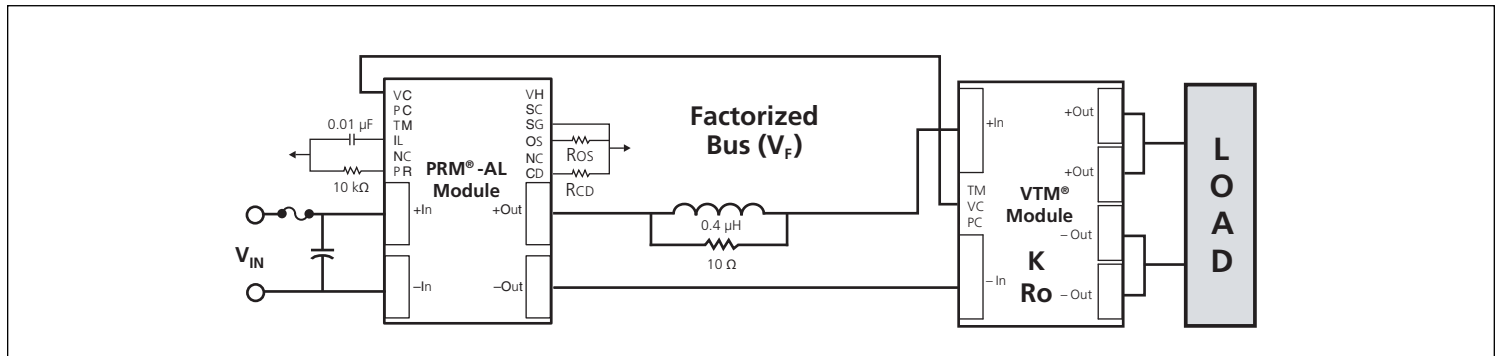 VC
PC
TM
IL
NC
PR
VH
SC
SG
OS
NC
CD
0.01 µF
10 kΩ
PRM® -AL
Module
ROS
RCD
+In
–In
+Out
–Out
VIN
Factorized
Bus (VF)
0.4 µH
10 Ω
+In
TM
VC
PC
– In
VTM®
Module
K
Ro
+Out
+Out
– Out
– Out
L
O
A
D